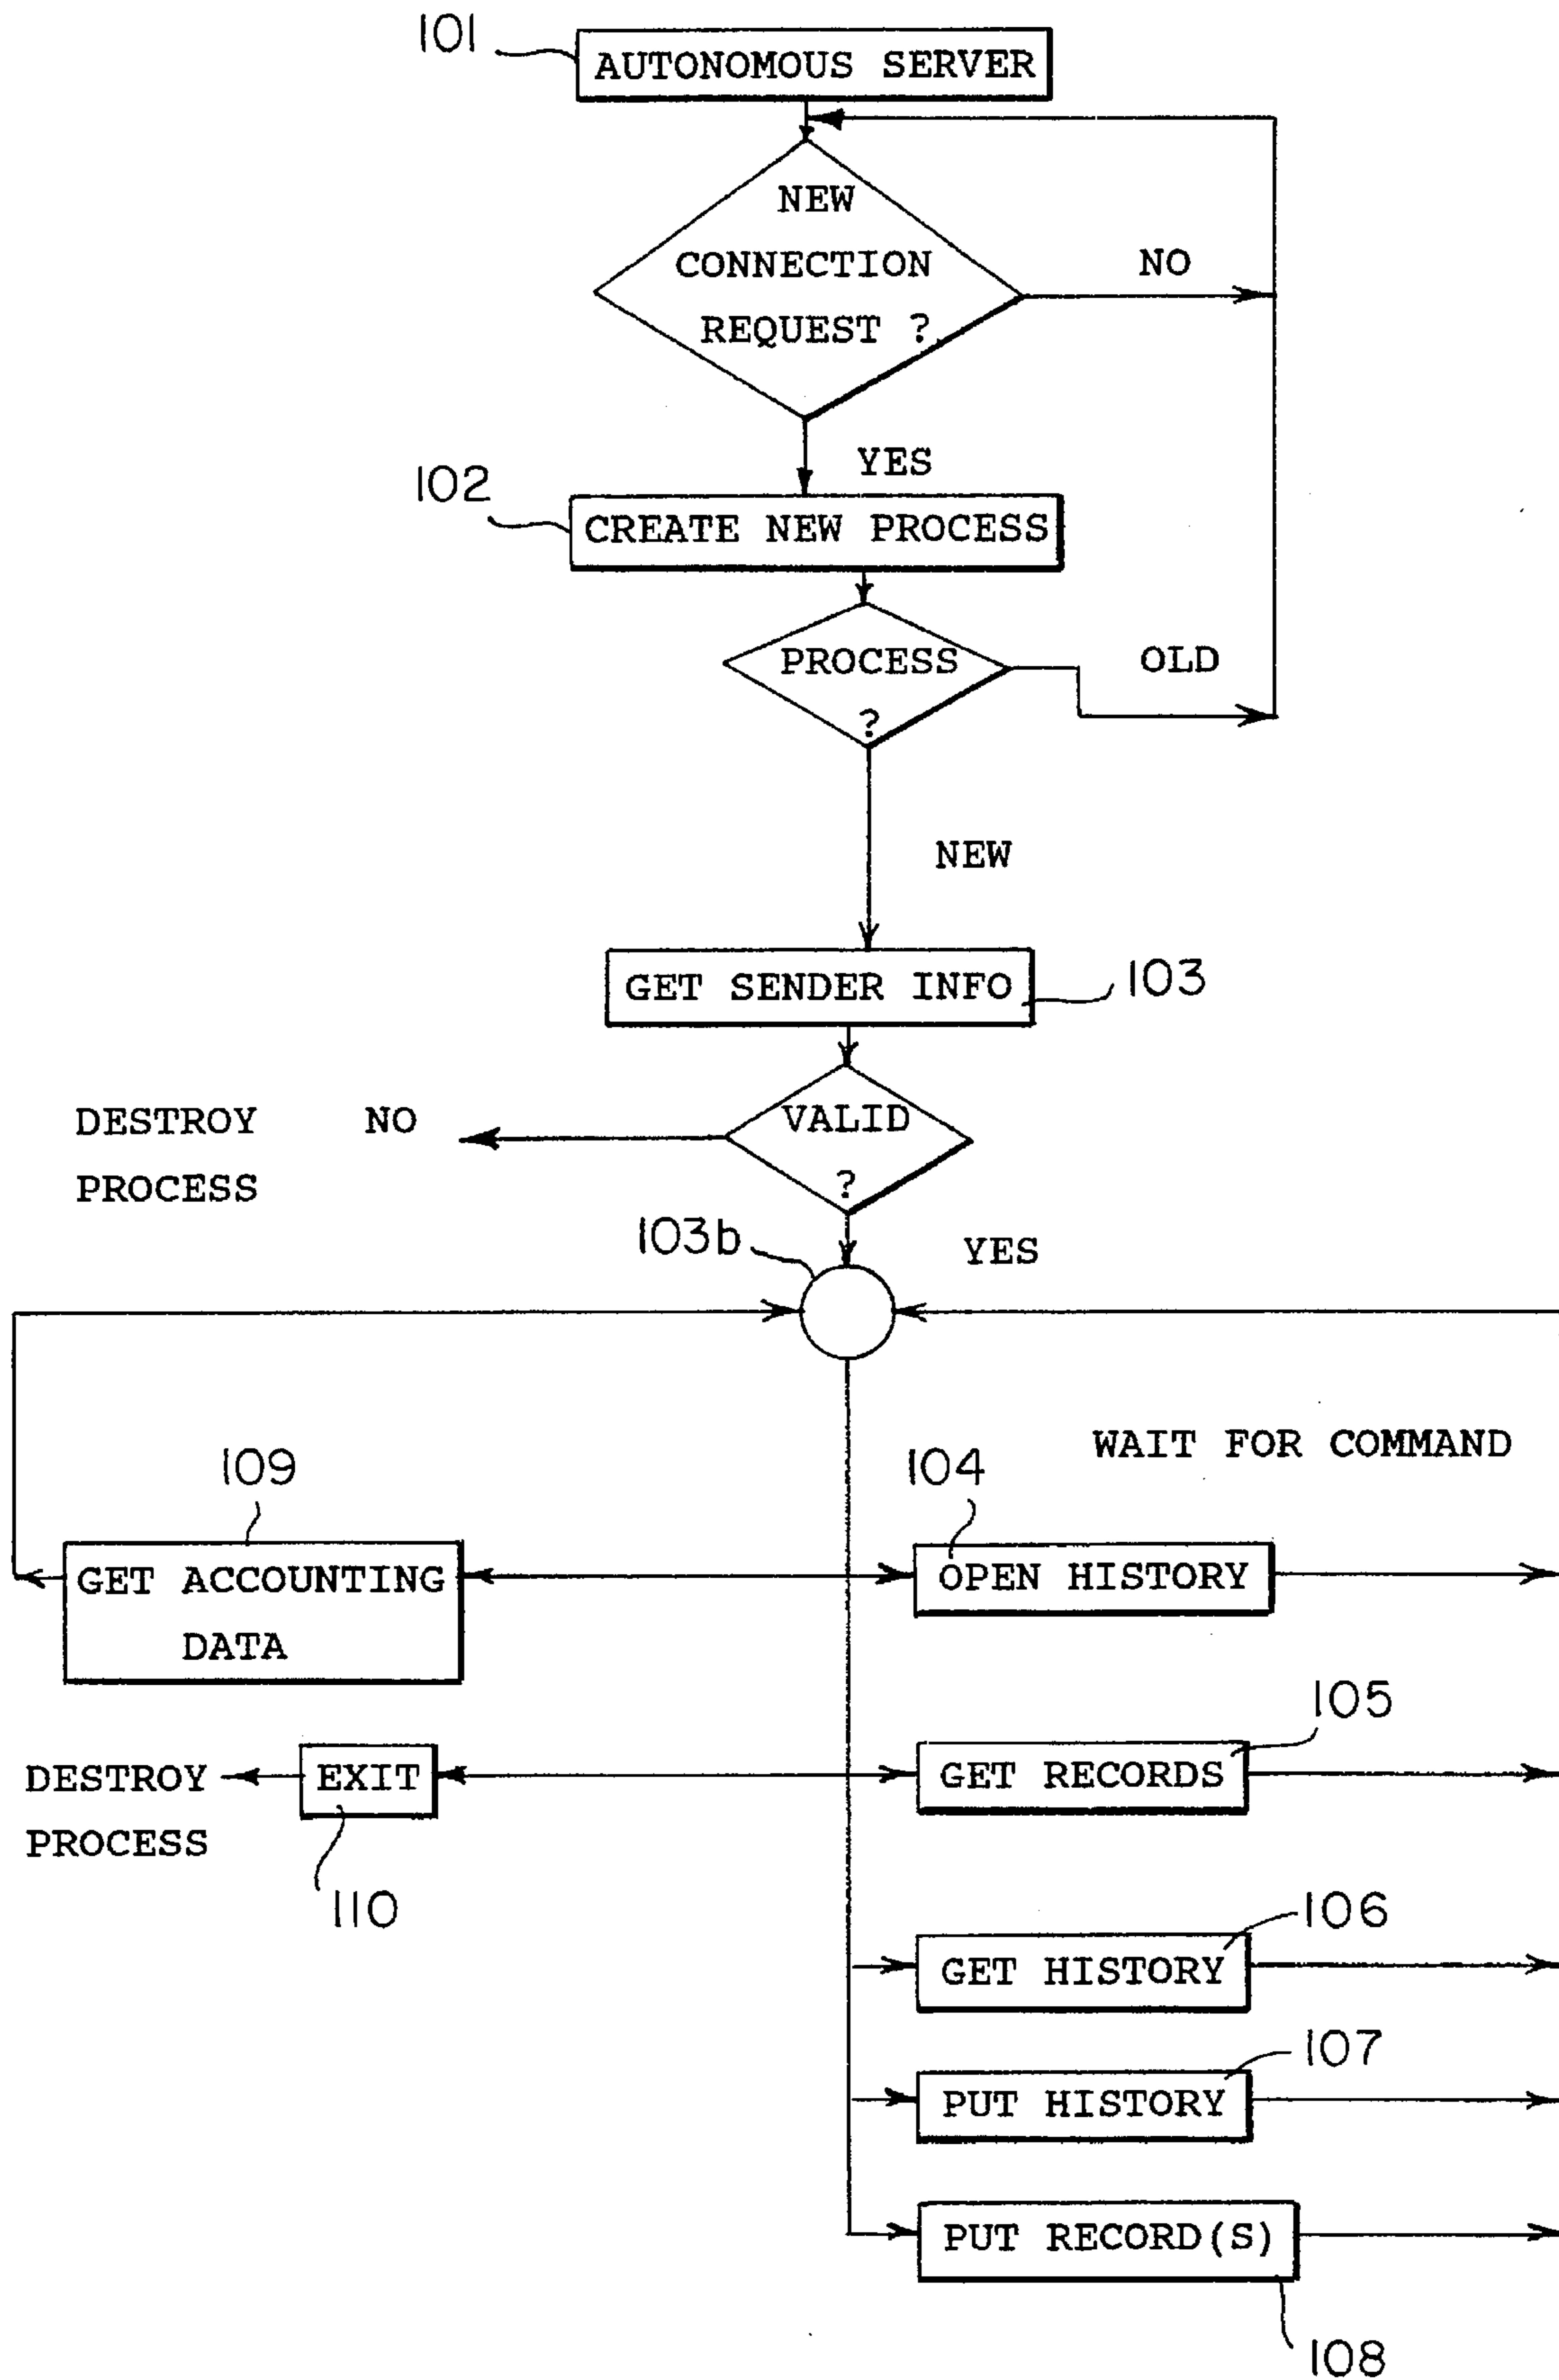 101
AUTONOMOUS SERVER
NEW
CONNECTION
REQUEST ?
NO
YES
102
CREATE NEW PROCESS
PROCESS
?
OLD
NEW
GET SENDER INFO
103
VALID
?
DESTROY NO
PROCESS
103b
YES
WAIT FOR COMMAND
109
104
GET ACCOUNTING
DATA
OPEN HISTORY
105
DESTROY
PROCESS
EXIT
GET RECORDS
110
106
GET HISTORY
107
PUT HISTORY
PUT RECORD(S)
108